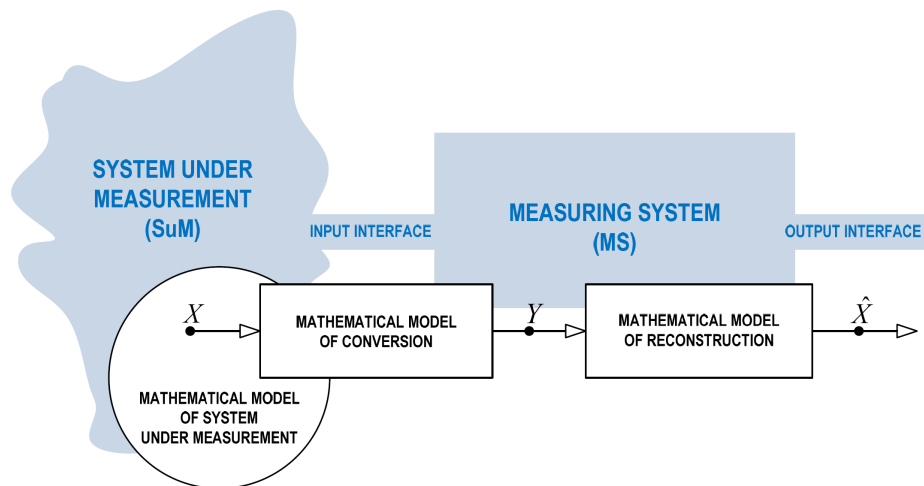 SYSTEM UNDER
MEASUREMENT
(SuM)
INPUT INTERFACE
MEASURING SYSTEM
(MS)
OUTPUT INTERFACE
X
MATHEMATICAL MODEL
OF CONVERSION
Y
MATHEMATICAL MODEL
OF RECONSTRUCTION
X̂
MATHEMATICAL MODEL
OF SYSTEM
UNDER MEASUREMENT